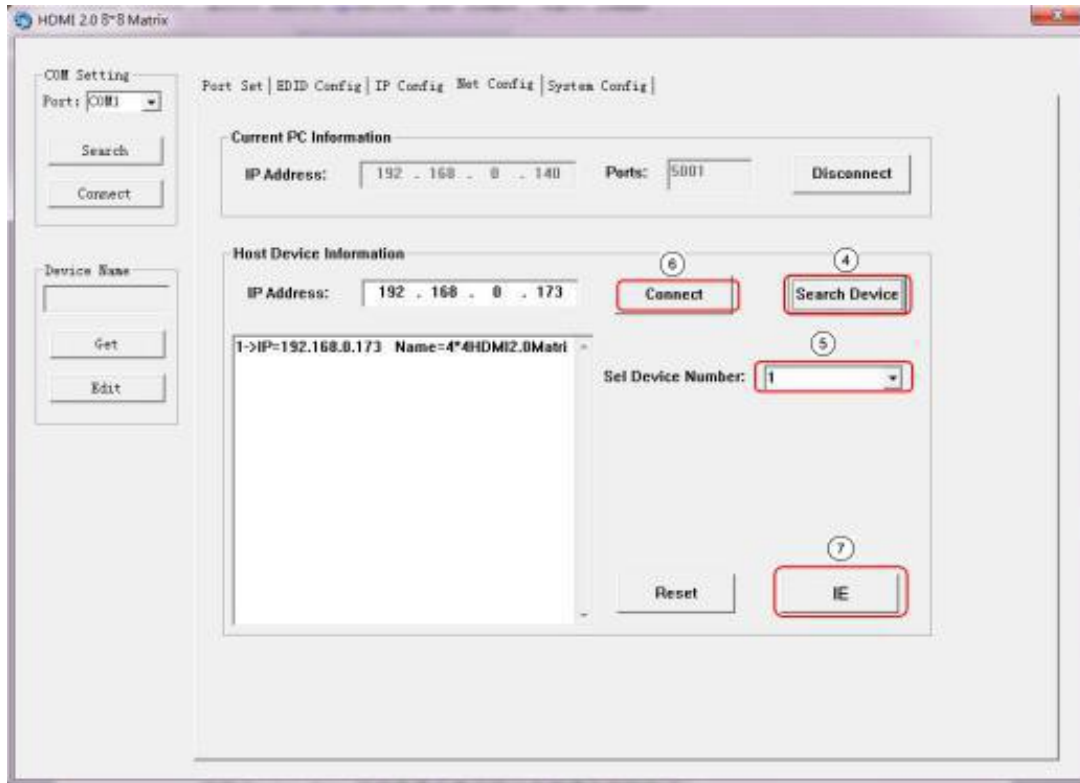 HDMI 2.0 8*8 Matrix
COM Setting
Port: COM1
Search
Connect
Device Name
Get
Edit
Port Set EDID Config IP Config Net Config System Config
Current PC Information
IP Address: 192 . 168 . 0 . 140 Ports: 5001 Disconnect
Host Device Information
6 4
IP Address: 192 . 168 . 0 . 173 Connect Search Device
1->IP=192.168.0.173 Name=4*4HDMI2.0Matri
5
Sel Device Number: 1
7
Reset IE